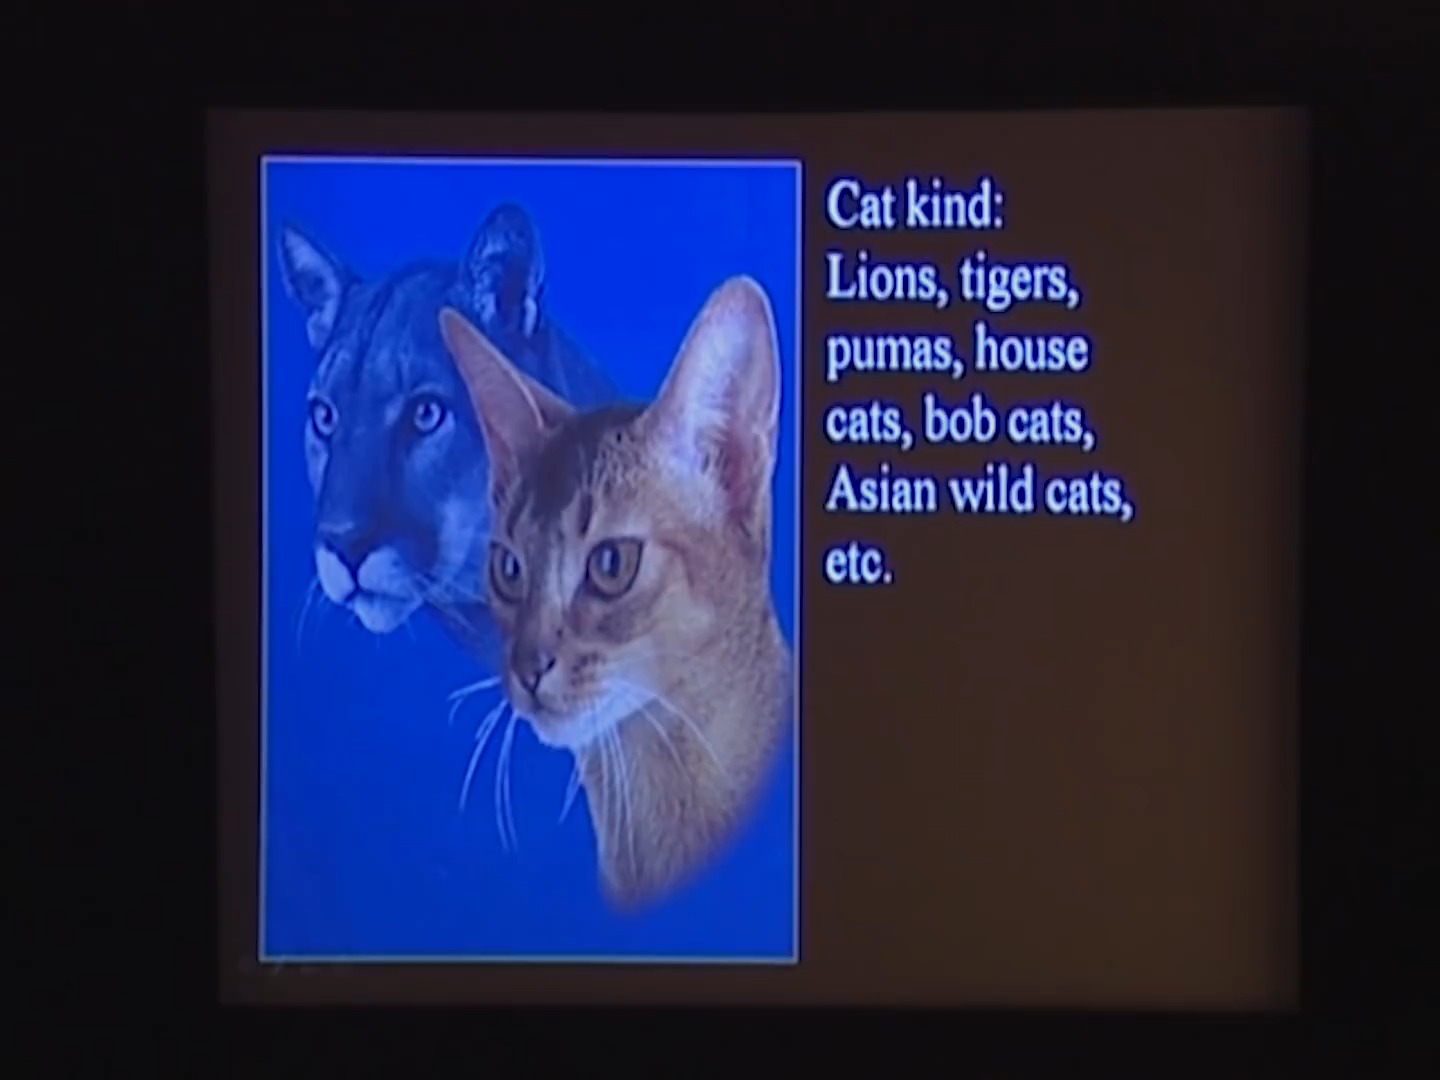 Cat kind:
Lions, tigers,
pumas, house
cats, bob cats,
Asian wild cats,
etc.